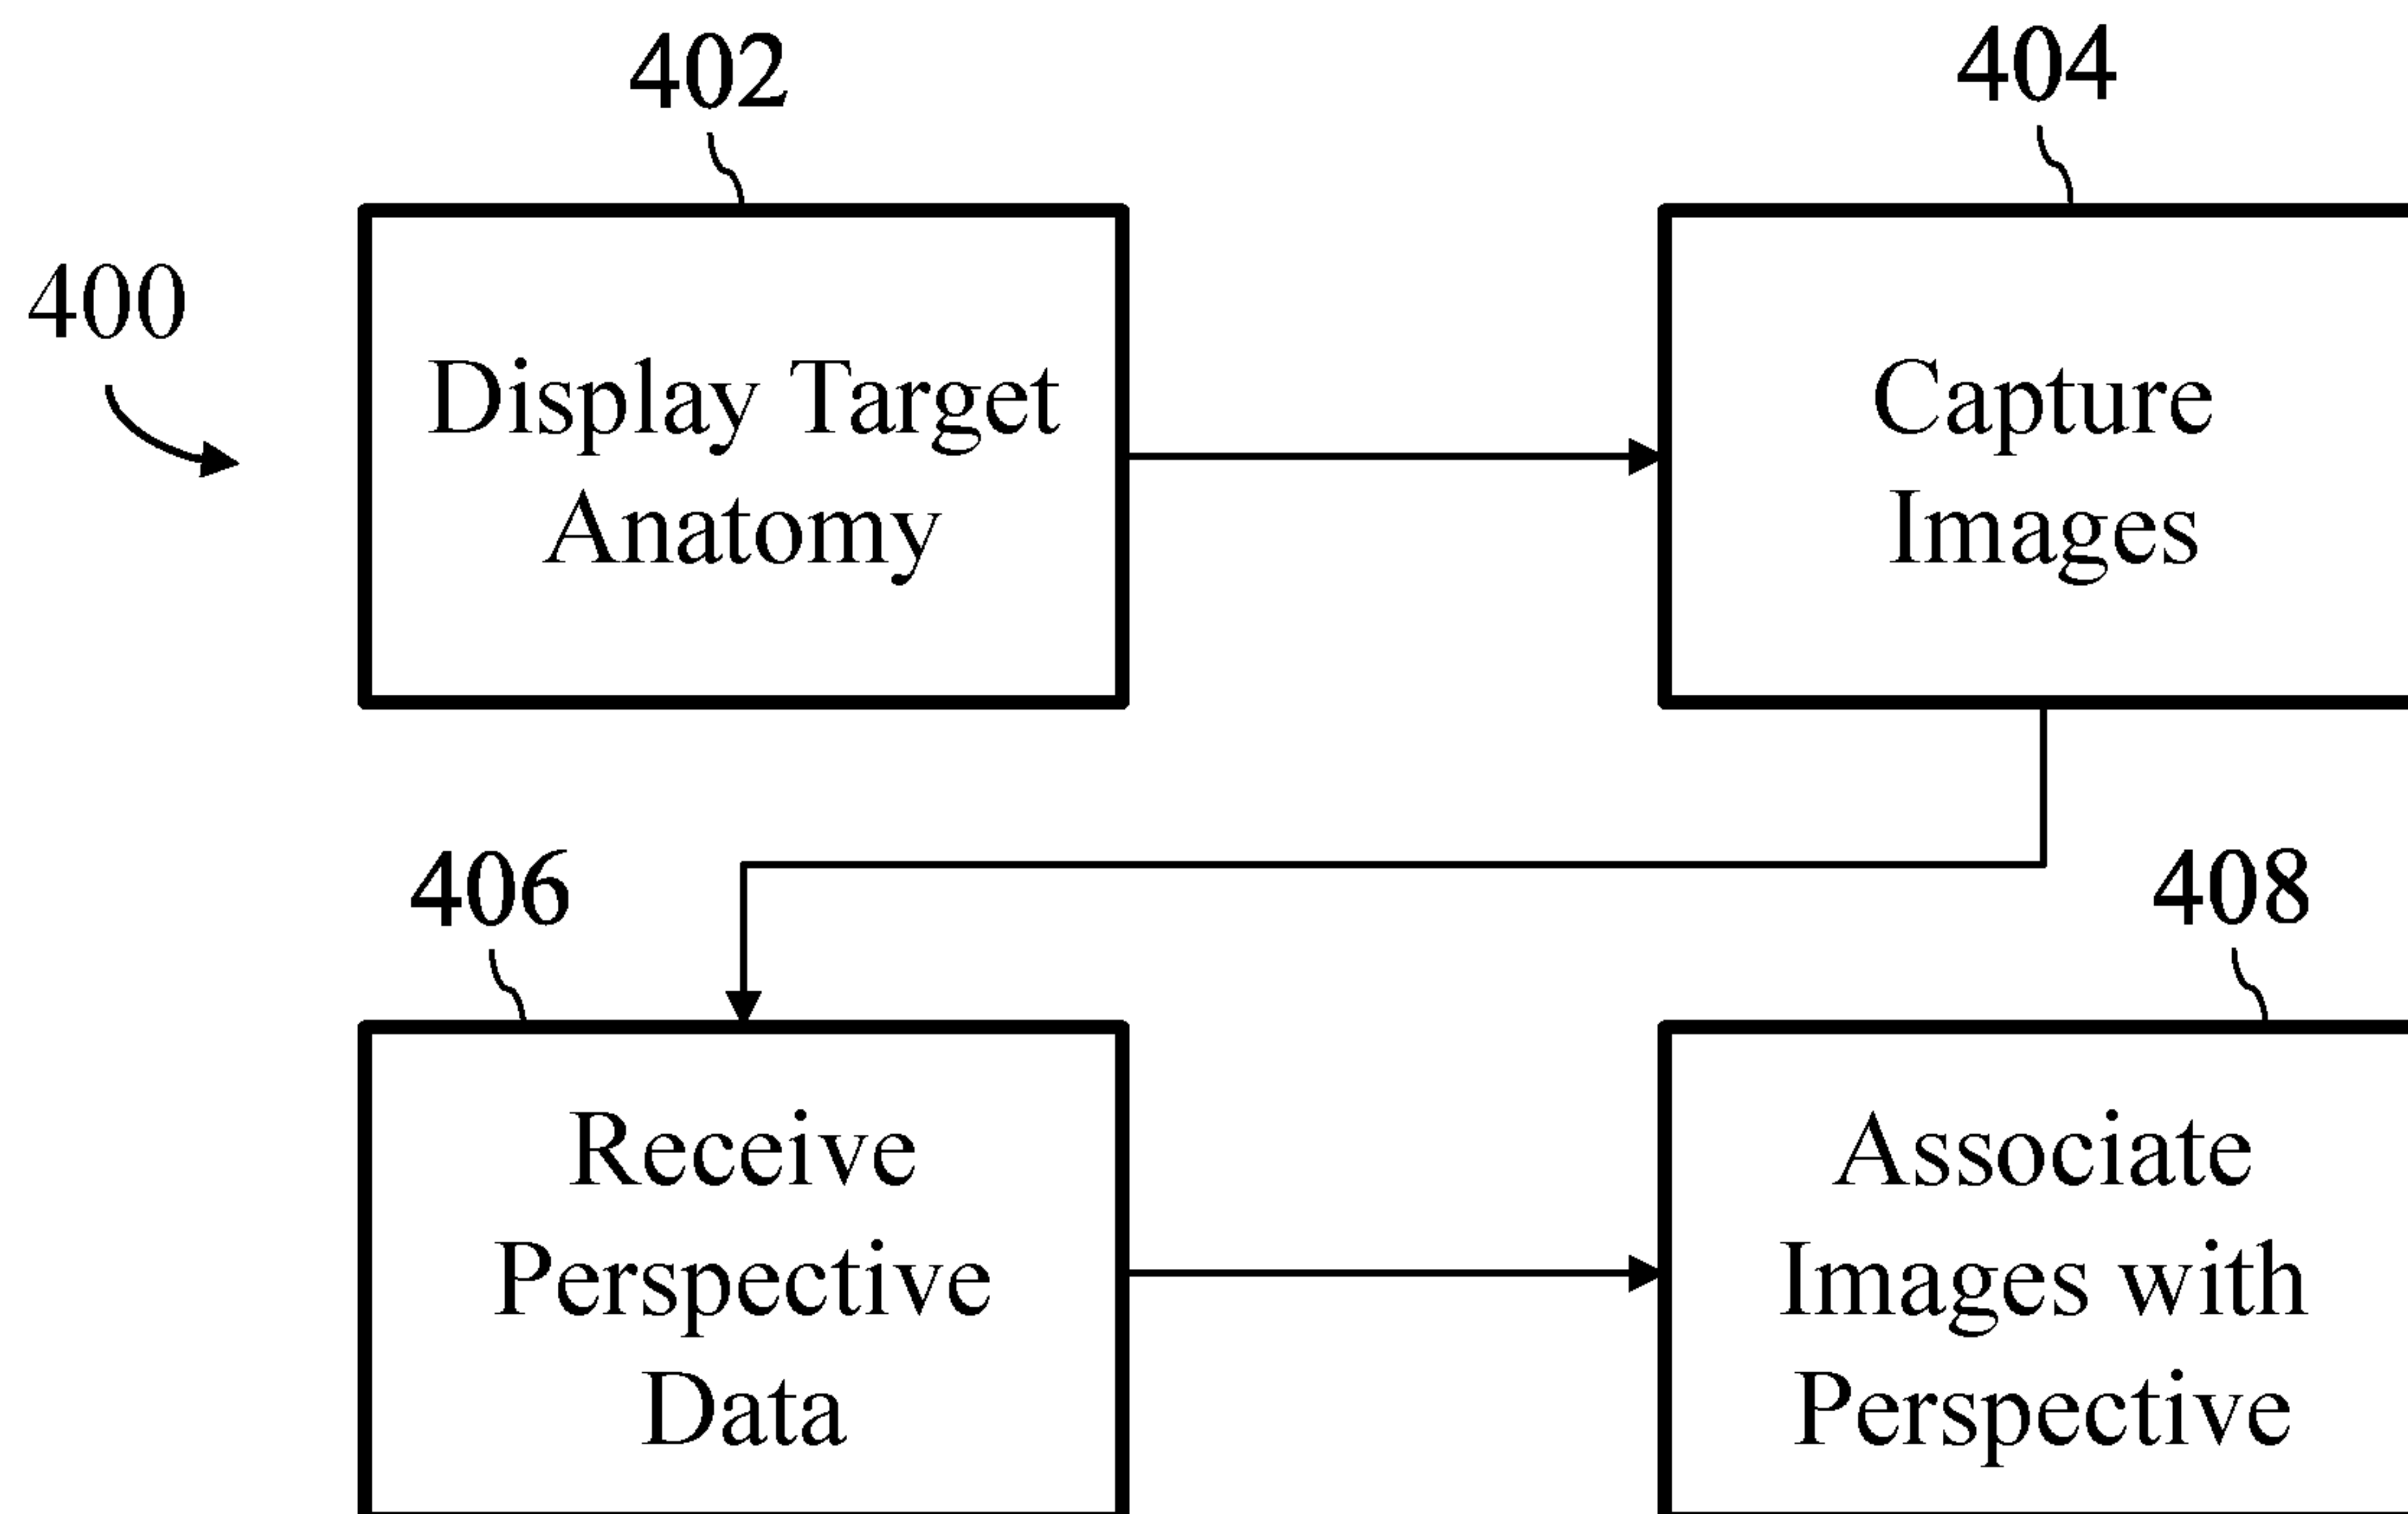 402
404
400
Display Target
Anatomy
Capture
Images
406
408
Receive
Perspective
Data
Associate
Images with
Perspective